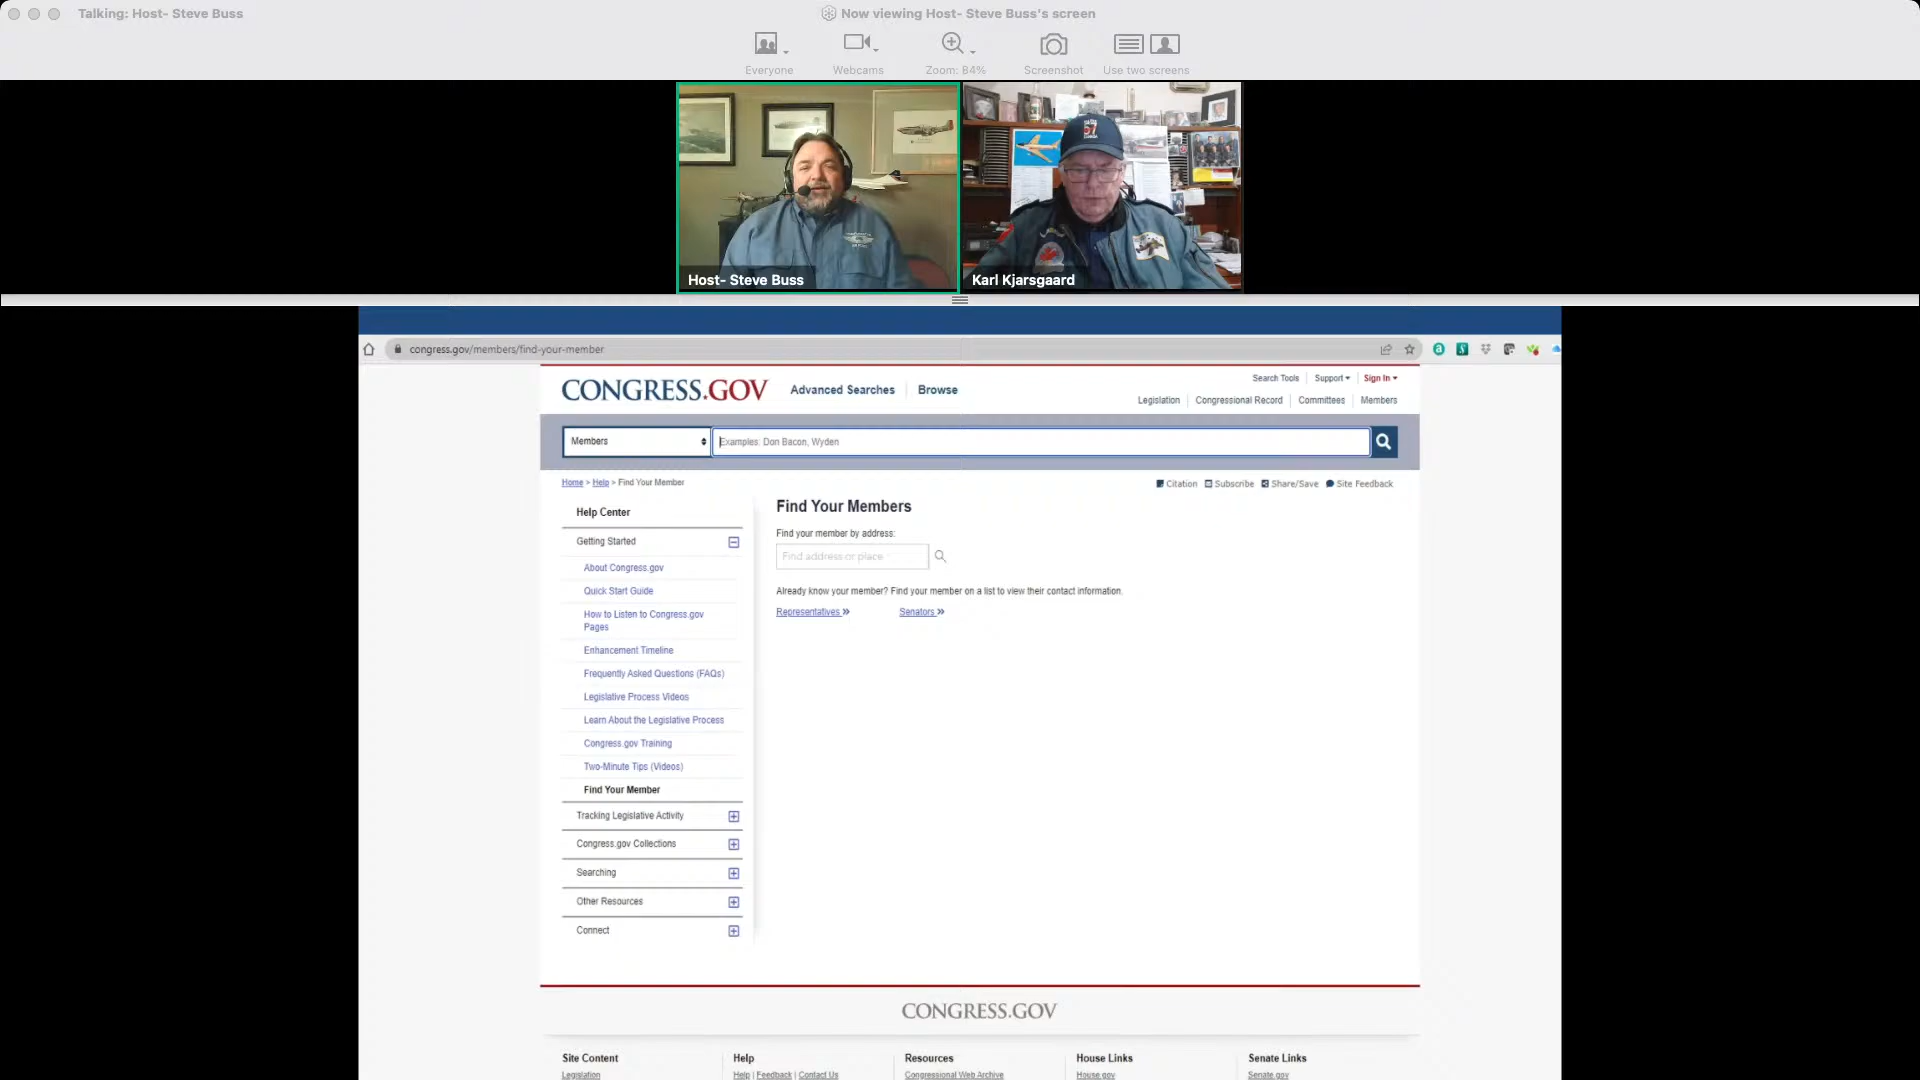 Talking: Host- Steve Buss
Now viewing Host- Steve Buss's screen
Everyone
Webcams
Zoom: 84%
Screenshot
Use two screens
57
Host- Steve Buss
Karl Kjarsgaard
congress.gov/members/find-your-member
CONGRESS.GOV
Advanced Searches
Browse
Search Tools
Support
Sign In
Legislation
Congressional Record
Committees
Members
Members
Examples: Don Bacon, Wyden
Home > Help > Find Your Member
Citation
Subscribe
Share/Save
Site Feedback
Help Center
Getting Started
About Congress.gov
Quick Start Guide
How to Listen to Congress.gov
Pages
Enhancement Timeline
Frequently Asked Questions (FAQs)
Legislative Process Videos
Learn About the Legislative Process
Congress.gov Training
Two-Minute Tips (Videos)
Find Your Member
Tracking Legislative Activity
Congress.gov Collections
Searching
Other Resources
Connect
Find Your Members
Find your member by address:
Find address or place
Already know your member? Find your member on a list to view their contact information.
Representatives »
Senators »
CONGRESS.GOV
Site Content
Legislation
Help
Help | Feedback | Contact Us
Resources
Congressional Web Archive
House Links
House.gov
Senate Links
Senate.gov